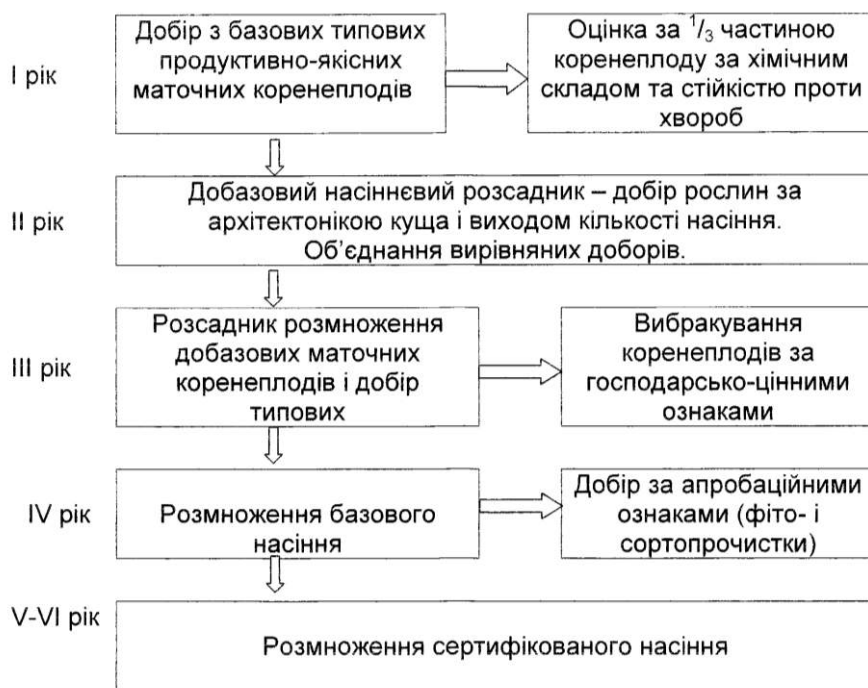 І рік
Добір з базових типових
продуктивно-якісних
маточних коренеплодів
Оцінка за 1/3 частиною
коренеплоду за хімічним
складом та стійкістю проти
хвороб
ІІ рік
Добазовий насіннєвий розсадник – добір рослин за
архітектонікою куща і виходом кількості насіння.
Об’єднання вирівняних доборів.
ІІІ рік
Розсадник розмноження
добазових маточних
коренеплодів і добір
типових
Вибракування
коренеплодів за
господарсько-цінними
ознаками
IV рік
Розмноження базового
насіння
Добір за апробаційними
ознаками (фіто- і
сортопрочистки)
V-VI рік
Розмноження сертифікованого насіння